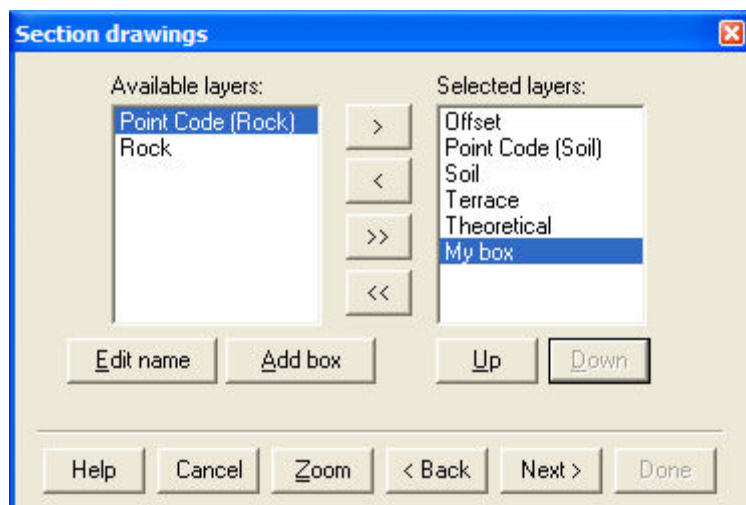 Section drawings
Available layers:
Selected layers:
Point Code (Rock)
Rock
>
<
>>
<<
Offset
Point Code (Soil)
Soil
Terrace
Theoretical
My box
Edit name
Add box
Up
Down
Help
Cancel
Zoom
< Back
Next >
Done